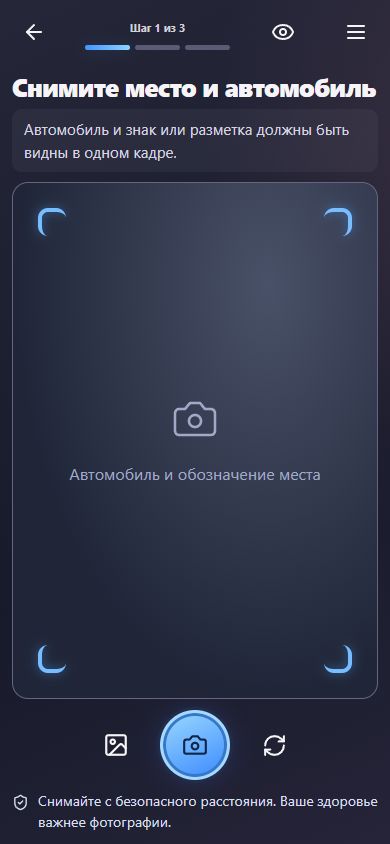 Шаг 1 из 3
Снимите место и автомобиль
Автомобиль и знак или разметка должны быть
видны в одном кадре.
Автомобиль и обозначение места
Снимайте с безопасного расстояния. Ваше здоровье
важнее фотографии.